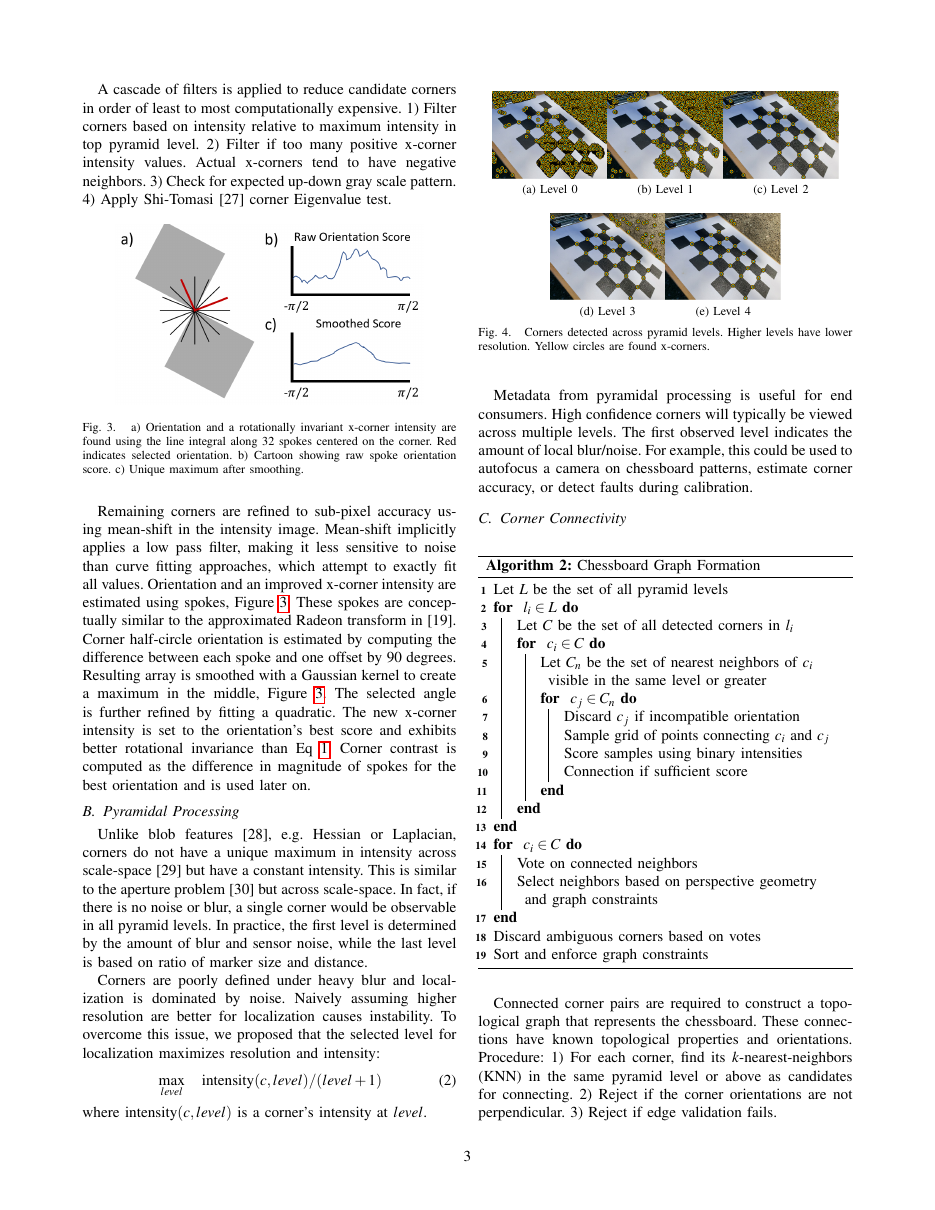 A cascade of filters is applied to reduce candidate corners
in order of least to most computationally expensive. 1) Filter
corners based on intensity relative to maximum intensity in
top pyramid level. 2) Filter if too many positive x-corner
intensity values. Actual x-corners tend to have negative
neighbors. 3) Check for expected up-down gray scale pattern.
4) Apply Shi-Tomasi [27] corner Eigenvalue test.
a)
b)
Raw Orientation Score
-π/2
π/2
c)
Smoothed Score
-π/2
π/2
Fig. 3. a) Orientation and a rotationally invariant x-corner intensity are
found using the line integral along 32 spokes centered on the corner. Red
indicates selected orientation. b) Cartoon showing raw spoke orientation
score. c) Unique maximum after smoothing.
Remaining corners are refined to sub-pixel accuracy us-
ing mean-shift in the intensity image. Mean-shift implicitly
applies a low pass filter, making it less sensitive to noise
than curve fitting approaches, which attempt to exactly fit
all values. Orientation and an improved x-corner intensity are
estimated using spokes, Figure 3. These spokes are concep-
tually similar to the approximated Radeon transform in [19].
Corner half-circle orientation is estimated by computing the
difference between each spoke and one offset by 90 degrees.
Resulting array is smoothed with a Gaussian kernel to create
a maximum in the middle, Figure 3. The selected angle
is further refined by fitting a quadratic. The new x-corner
intensity is set to the orientation's best score and exhibits
better rotational invariance than Eq 1. Corner contrast is
computed as the difference in magnitude of spokes for the
best orientation and is used later on.
B. Pyramidal Processing
Unlike blob features [28], e.g. Hessian or Laplacian,
corners do not have a unique maximum in intensity across
scale-space [29] but have a constant intensity. This is similar
to the aperture problem [30] but across scale-space. In fact, if
there is no noise or blur, a single corner would be observable
in all pyramid levels. In practice, the first level is determined
by the amount of blur and sensor noise, while the last level
is based on ratio of marker size and distance.
Corners are poorly defined under heavy blur and local-
ization is dominated by noise. Naively assuming higher
resolution are better for localization causes instability. To
overcome this issue, we proposed that the selected level for
localization maximizes resolution and intensity:
max intensity(c,level)/(level+1) (2)
level
where intensity(c,level) is a corner's intensity at level.
(a) Level 0
(b) Level 1
(c) Level 2
(d) Level 3
(e) Level 4
Fig. 4. Corners detected across pyramid levels. Higher levels have lower
resolution. Yellow circles are found x-corners.
Metadata from pyramidal processing is useful for end
consumers. High confidence corners will typically be viewed
across multiple levels. The first observed level indicates the
amount of local blur/noise. For example, this could be used to
autofocus a camera on chessboard patterns, estimate corner
accuracy, or detect faults during calibration.
C. Corner Connectivity
Algorithm 2: Chessboard Graph Formation
1 Let L be the set of all pyramid levels
2 for lᵢ ∈ L do
3 Let C be the set of all detected corners in lᵢ
4 for cᵢ ∈ C do
5 Let Cₙ be the set of nearest neighbors of cᵢ
visible in the same level or greater
6 for cⱼ ∈ Cₙ do
7 Discard cⱼ if incompatible orientation
8 Sample grid of points connecting cᵢ and cⱼ
9 Score samples using binary intensities
10 Connection if sufficient score
11 end
12 end
13 end
14 for cᵢ ∈ C do
15 Vote on connected neighbors
16 Select neighbors based on perspective geometry
and graph constraints
17 end
18 Discard ambiguous corners based on votes
19 Sort and enforce graph constraints
Connected corner pairs are required to construct a topo-
logical graph that represents the chessboard. These connec-
tions have known topological properties and orientations.
Procedure: 1) For each corner, find its k-nearest-neighbors
(KNN) in the same pyramid level or above as candidates
for connecting. 2) Reject if the corner orientations are not
perpendicular. 3) Reject if edge validation fails.
3